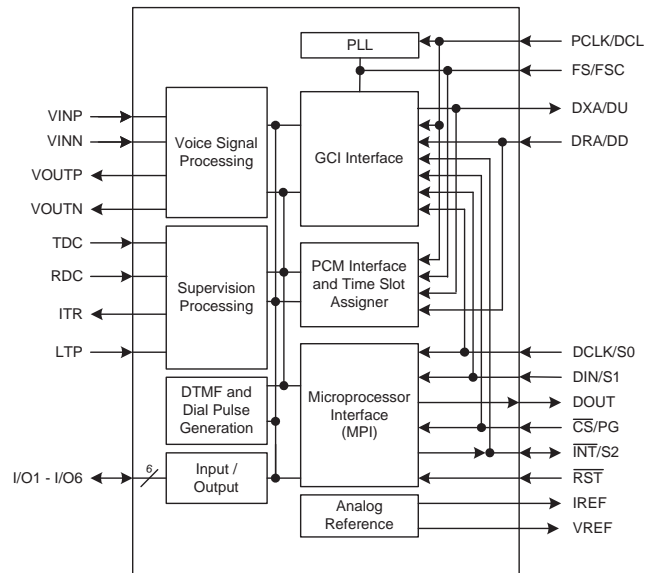 PLL
PCLK/DCL
FS/FSC
DXA/DU
DRA/DD
VINP
VINN
VOUTP
VOUTN
Voice Signal
Processing
GCI Interface
TDC
RDC
ITR
LTP
Supervision
Processing
PCM Interface
and Time Slot
Assigner
DTMF and
Dial Pulse
Generation
Microprocessor
Interface
(MPI)
DCLK/S0
DIN/S1
DOUT
CS/PG
INT/S2
RST
I/O1 - I/O6
6
Input /
Output
Analog
Reference
IREF
VREF